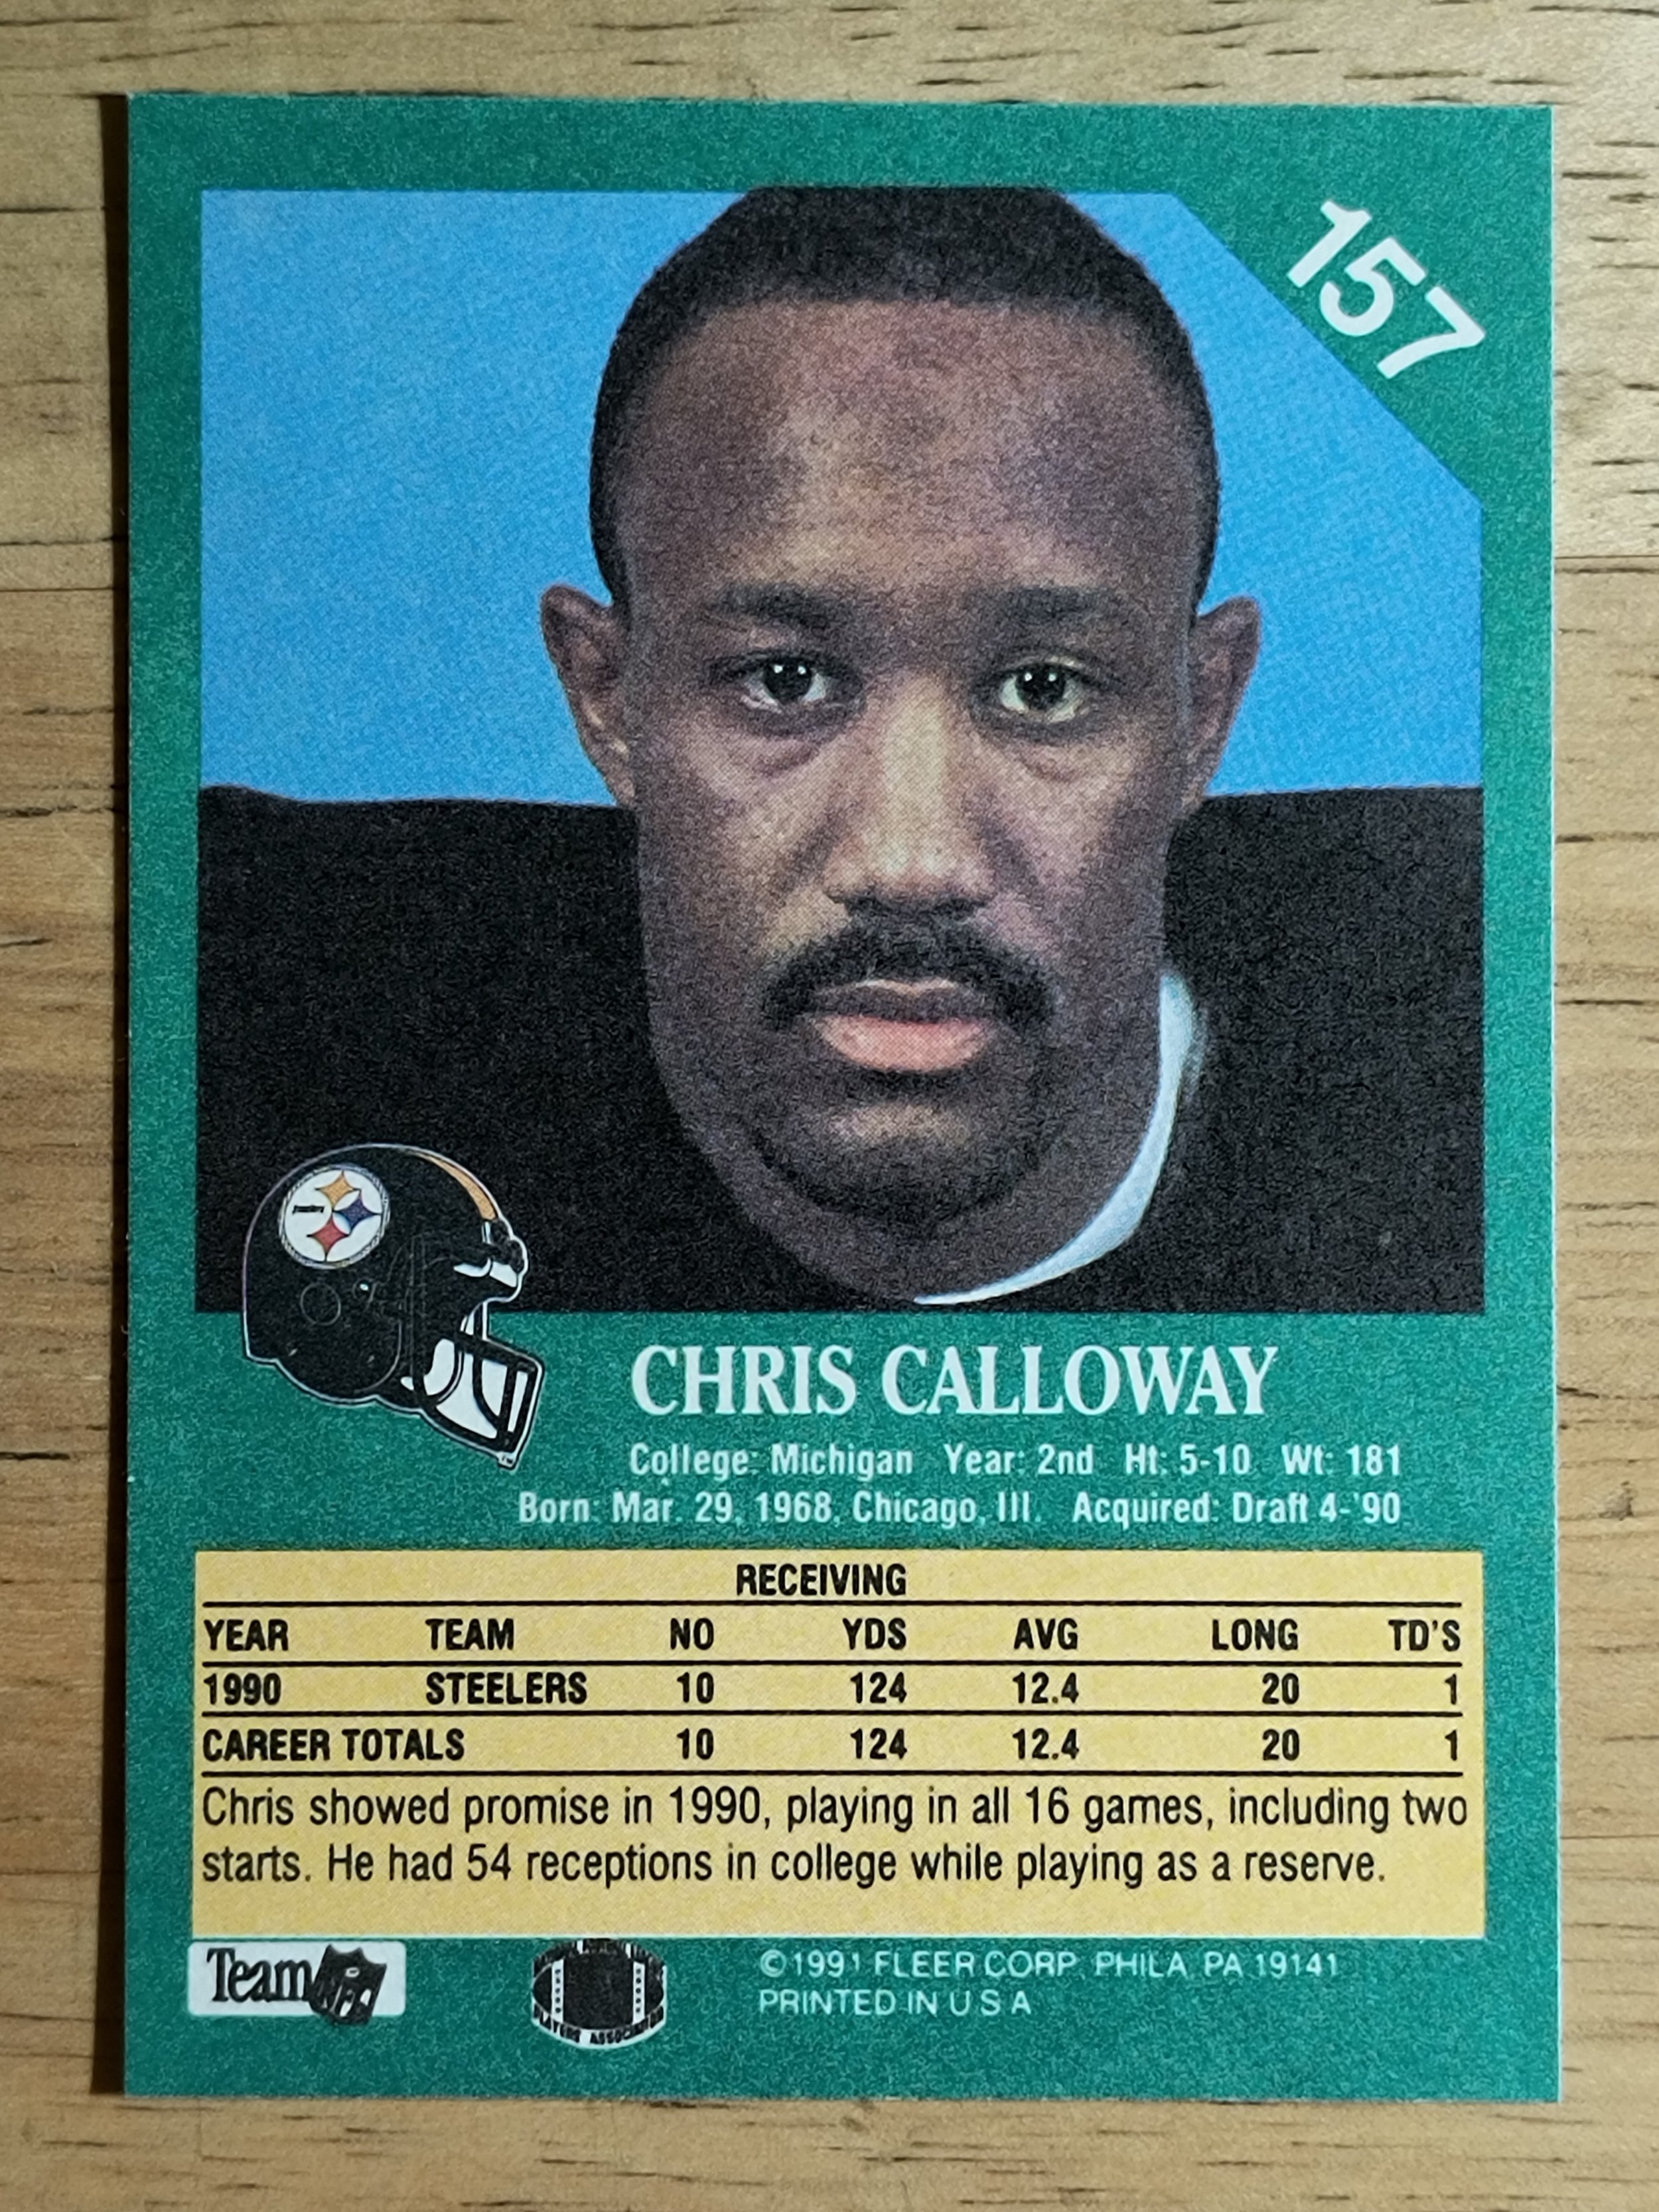 157
Steelers
CHRIS CALLOWAY
College: Michigan Year: 2nd Ht: 5-10 Wt: 181
Born: Mar. 29, 1968, Chicago, Ill. Acquired: Draft 4-'90
RECEIVING
YEAR TEAM NO YDS AVG LONG TD'S
1990 STEELERS 10 124 12.4 20 1
CAREER TOTALS 10 124 12.4 20 1
Chris showed promise in 1990, playing in all 16 games, including two
starts. He had 54 receptions in college while playing as a reserve.
Team NFL
PLAYERS ASSOCIATION
©1991 FLEER CORP. PHILA. PA 19141
PRINTED IN U S A